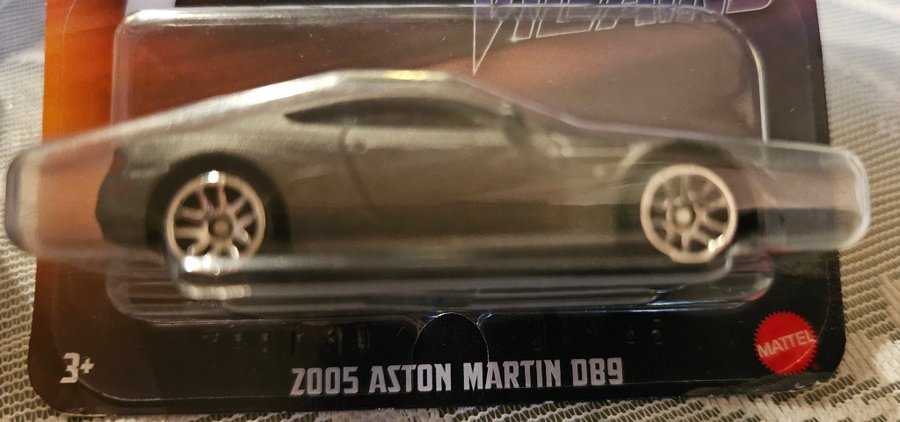 3+
2005 ASTON MARTIN DB9
MATTEL